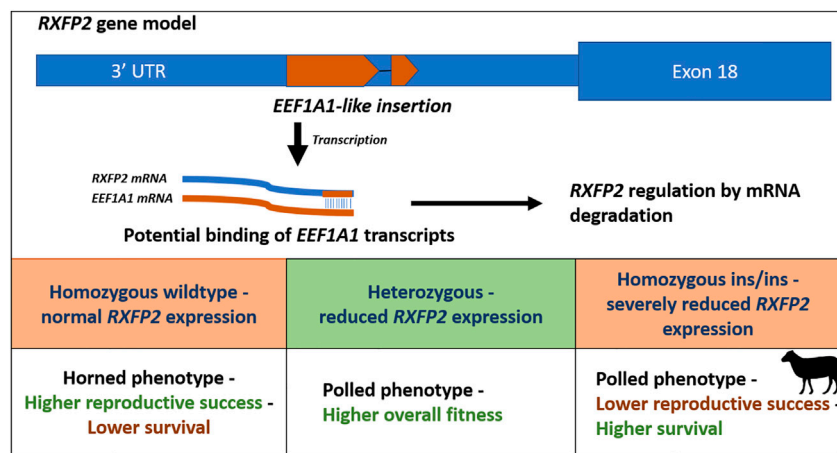 RXFP2 gene model
3’ UTR
Exon 18
EEF1A1-like insertion
Transcription
RXFP2 mRNA
EEF1A1 mRNA
RXFP2 regulation by mRNA
degradation
Potential binding of EEF1A1 transcripts
Homozygous wildtype -
normal RXFP2 expression
Heterozygous -
reduced RXFP2 expression
Homozygous ins/ins -
severely reduced RXFP2
expression
Horned phenotype -
Higher reproductive success -
Lower survival
Polled phenotype -
Higher overall fitness
Polled phenotype -
Lower reproductive success -
Higher survival